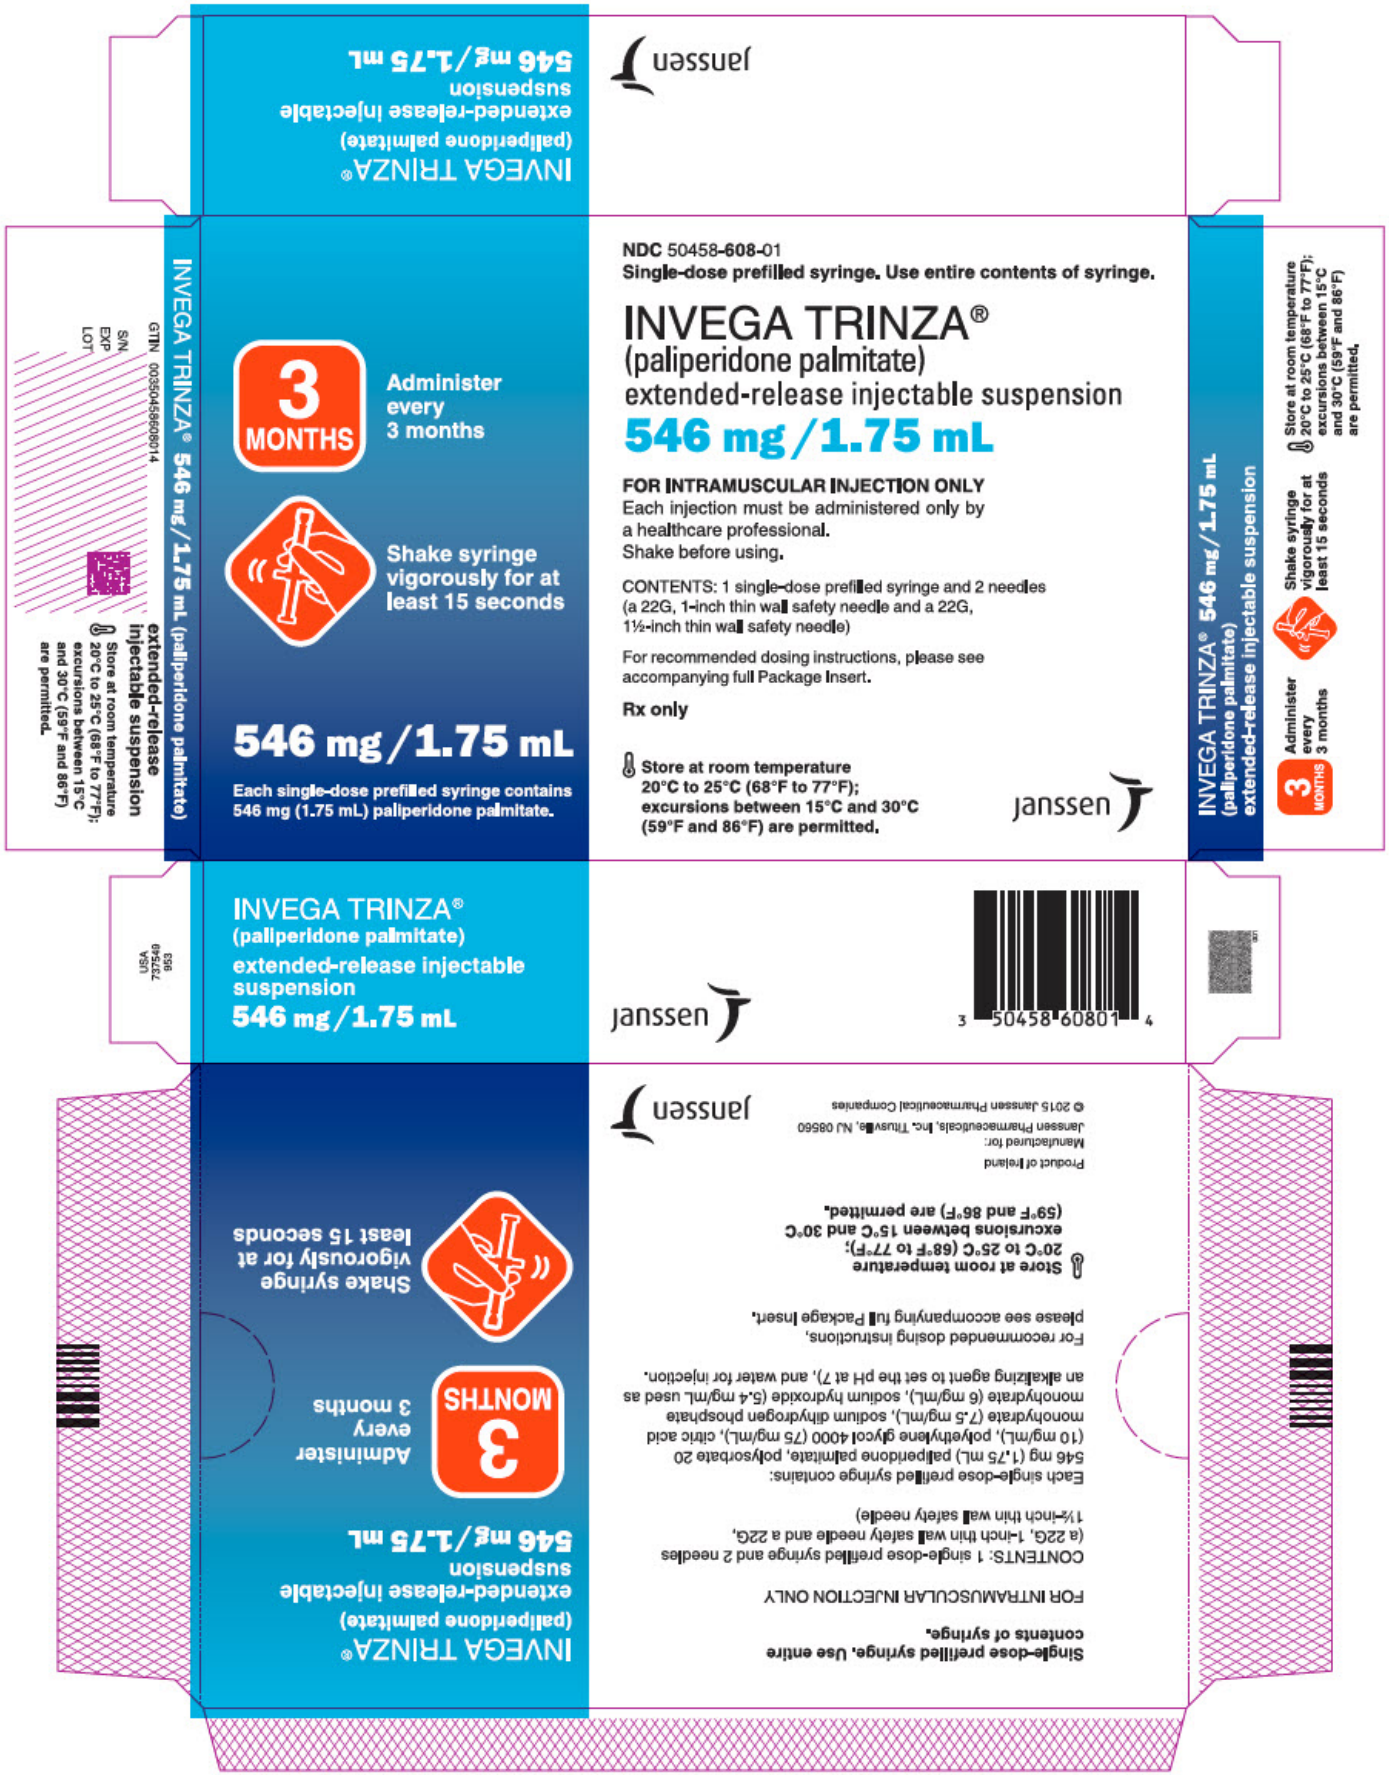 INVEGA TRINZA®
(paliperidone palmitate)
extended-release injectable
suspension
546 mg/1.75 mL
janssen
GTIN 00350458608014
S/N
EXP
LOT
INVEGA TRINZA® 546 mg/1.75 mL (paliperidone palmitate)
extended-release
injectable suspension
Store at room temperature
20°C to 25°C (68°F to 77°F);
excursions between 15°C
and 30°C (59°F and 86°F)
are permitted.
3
MONTHS
Administer
every
3 months
Shake syringe
vigorously for at
least 15 seconds
546 mg/1.75 mL
Each single-dose prefilled syringe contains
546 mg (1.75 mL) paliperidone palmitate.
NDC 50458-608-01
Single-dose prefilled syringe. Use entire contents of syringe.
INVEGA TRINZA®
(paliperidone palmitate)
extended-release injectable suspension
546 mg/1.75 mL
FOR INTRAMUSCULAR INJECTION ONLY
Each injection must be administered only by
a healthcare professional.
Shake before using.
CONTENTS: 1 single-dose prefilled syringe and 2 needles
(a 22G, 1-inch thin wall safety needle and a 22G,
1½-inch thin wall safety needle)
For recommended dosing instructions, please see
accompanying full Package Insert.
Rx only
Store at room temperature
20°C to 25°C (68°F to 77°F);
excursions between 15°C and 30°C
(59°F and 86°F) are permitted.
janssen
INVEGA TRINZA® 546 mg/1.75 mL
(paliperidone palmitate)
extended-release injectable suspension
3
MONTHS
Administer
every
3 months
Shake syringe
vigorously for at
least 15 seconds
Store at room temperature
20°C to 25°C (68°F to 77°F);
excursions between 15°C
and 30°C (59°F and 86°F)
are permitted.
953
737549
USA
INVEGA TRINZA®
(paliperidone palmitate)
extended-release injectable
suspension
546 mg/1.75 mL
janssen
3 50458 60801 4
INVEGA TRINZA®
(paliperidone palmitate)
extended-release injectable
suspension
546 mg/1.75 mL
3
MONTHS
Administer
every
3 months
Shake syringe
vigorously for at
least 15 seconds
Single-dose prefilled syringe. Use entire
contents of syringe.
FOR INTRAMUSCULAR INJECTION ONLY
CONTENTS: 1 single-dose prefilled syringe and 2 needles
(a 22G, 1-inch thin wall safety needle and a 22G,
1½-inch thin wall safety needle)
Each single-dose prefilled syringe contains:
546 mg (1.75 mL) paliperidone palmitate, polysorbate 20
(10 mg/mL), polyethylene glycol 4000 (75 mg/mL), citric acid
monohydrate (7.5 mg/mL), sodium dihydrogen phosphate
monohydrate (6 mg/mL), sodium hydroxide (5.4 mg/mL used as
an alkalizing agent to set the pH at 7), and water for injection.
For recommended dosing instructions,
please see accompanying full Package Insert.
Store at room temperature
20°C to 25°C (68°F to 77°F);
excursions between 15°C and 30°C
(59°F and 86°F) are permitted.
Product of Ireland
Manufactured for:
Janssen Pharmaceuticals, Inc. Titusville, NJ 08560
© 2015 Janssen Pharmaceutical Companies
janssen